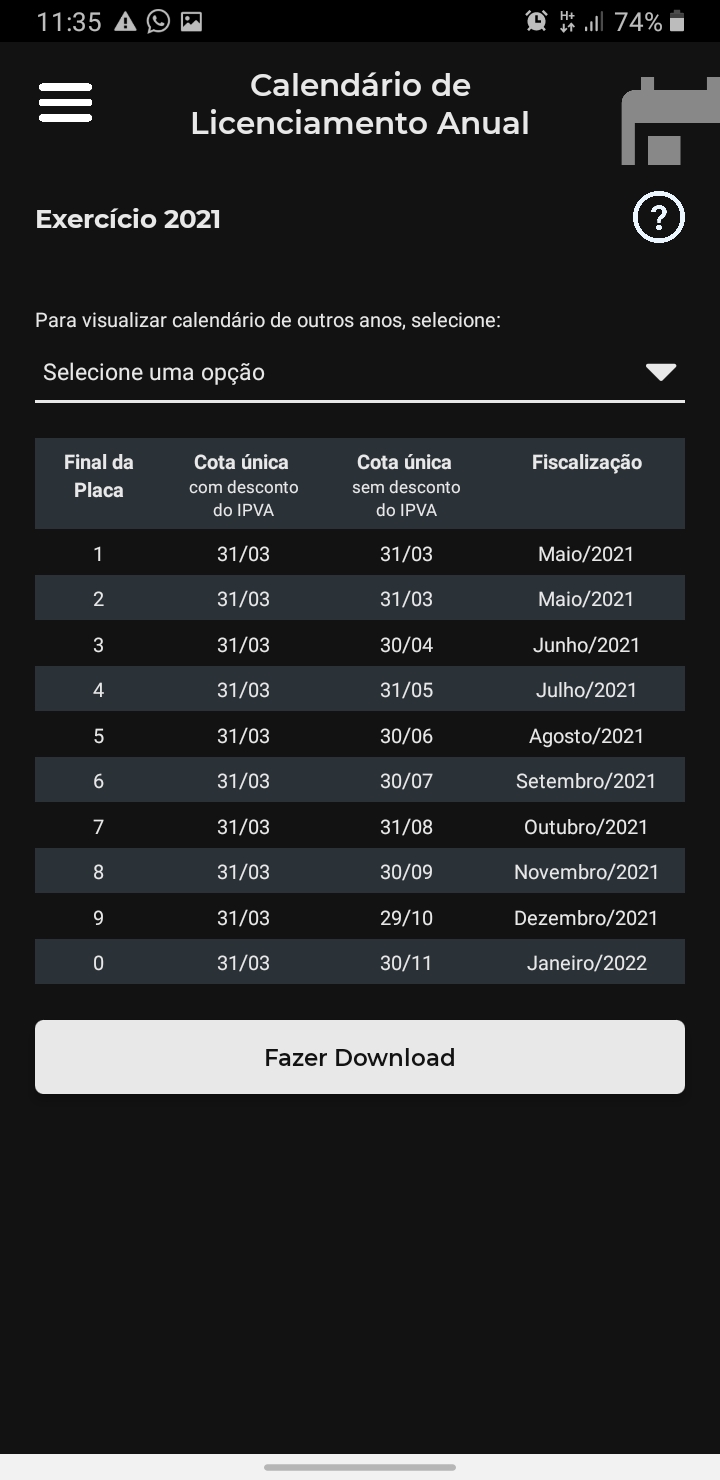 11:35 74%
Calendário de
Licenciamento Anual
Exercício 2021
?
Para visualizar calendário de outros anos, selecione:
Selecione uma opção
Final da Cota única Cota única Fiscalização
Placa com desconto sem desconto
do IPVA do IPVA
1 31/03 31/03 Maio/2021
2 31/03 31/03 Maio/2021
3 31/03 30/04 Junho/2021
4 31/03 31/05 Julho/2021
5 31/03 30/06 Agosto/2021
6 31/03 30/07 Setembro/2021
7 31/03 31/08 Outubro/2021
8 31/03 30/09 Novembro/2021
9 31/03 29/10 Dezembro/2021
0 31/03 30/11 Janeiro/2022
Fazer Download